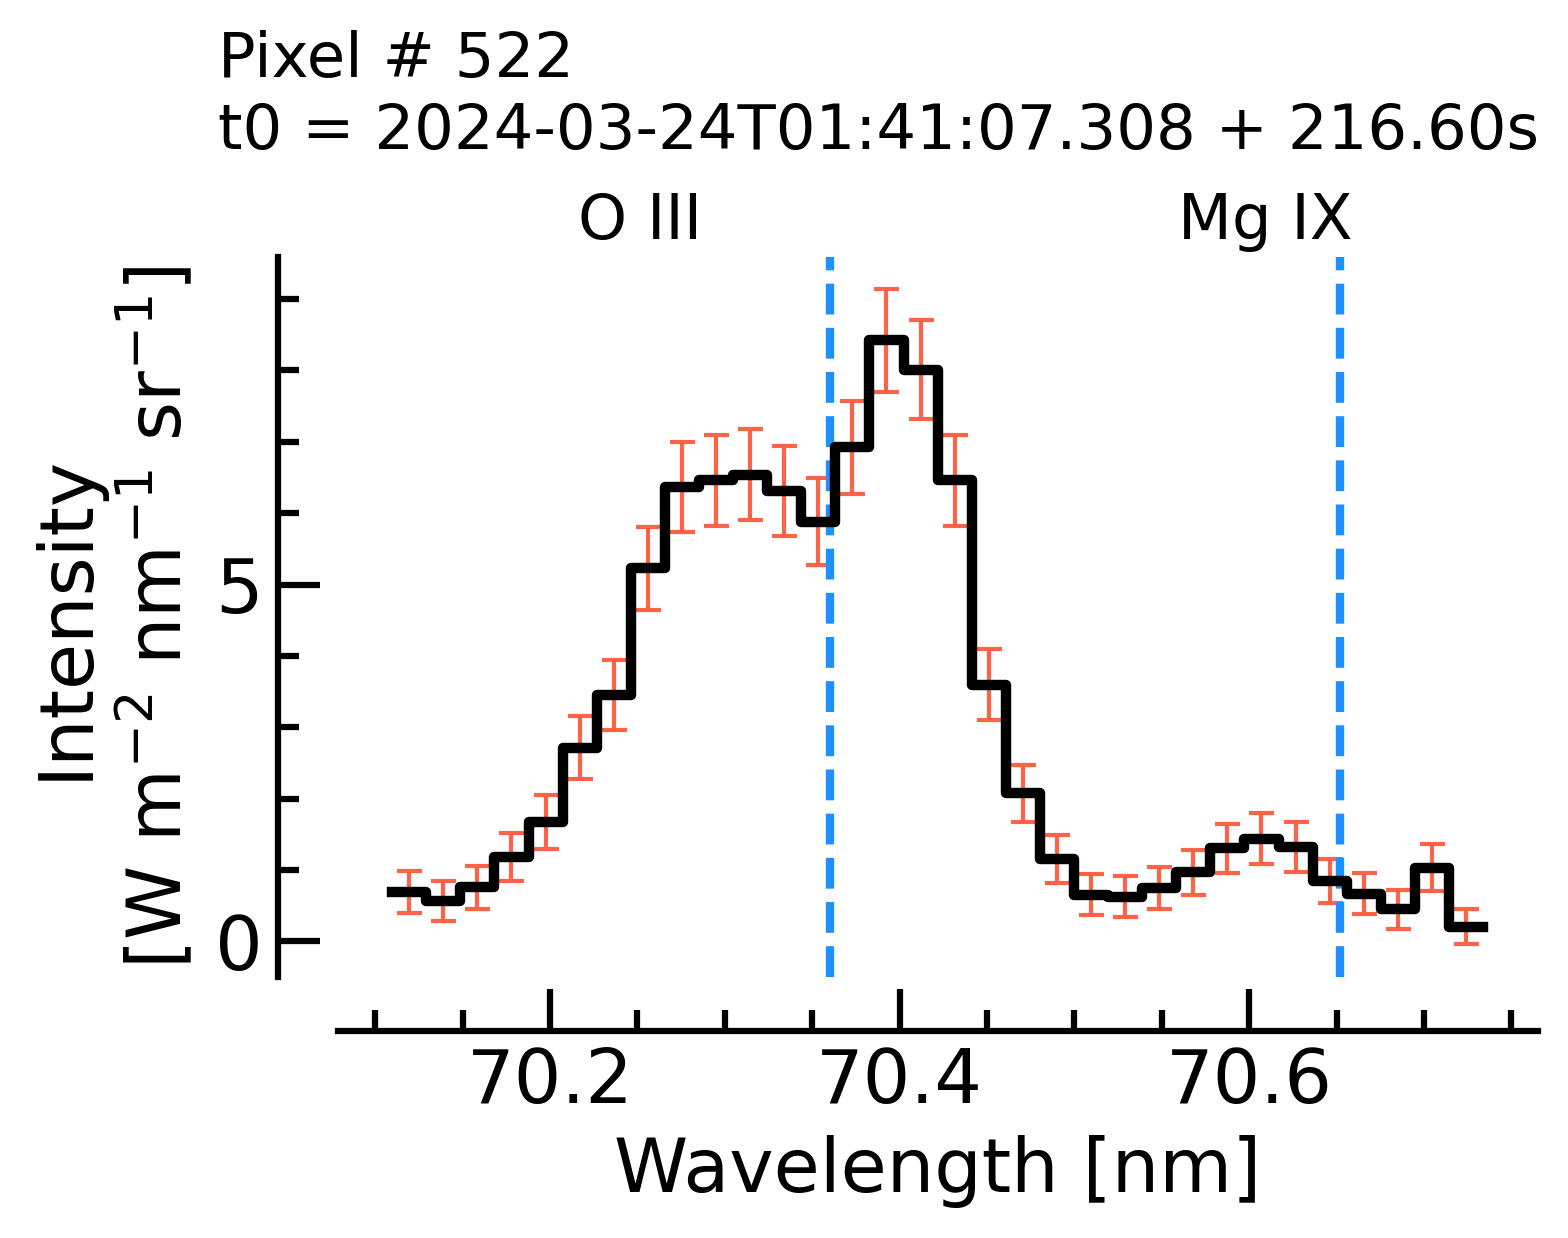 Pixel # 522
t0 = 2024-03-24T01:41:07.308 + 216.60s
O III Mg IX
Intensity
[W m⁻² nm⁻¹ sr⁻¹]
5
0
70.2 70.4 70.6
Wavelength [nm]